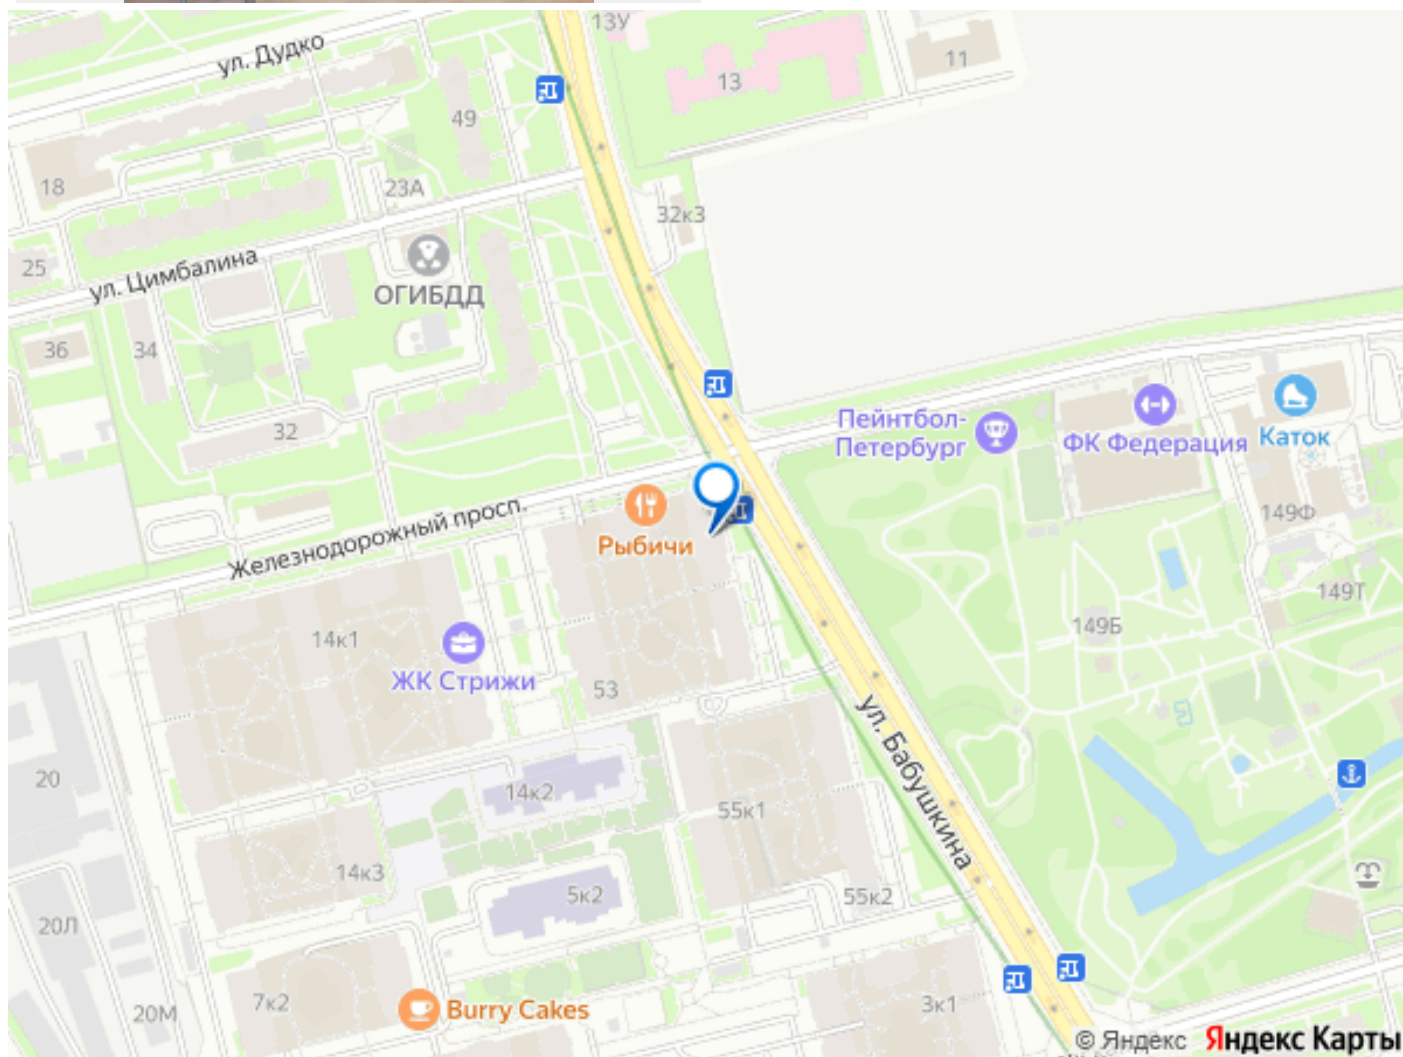 13У
ул. Дудко
13
11
49
18
23А
32к3
25
ул. Цимбалина
ОГИБДД
36
34
32
Пейнтбол-
Петербург
ФК Федерация
Каток
Железнодорожный просп.
Рыбичи
149Ф
149Т
149Б
14к1
ЖК Стрижи
53
ул. Бабушкина
20
14к2
55к1
14к3
5к2
55к2
20Л
7к2
20М
Burry Cakes
3к1
© Яндекс Яндекс Карты